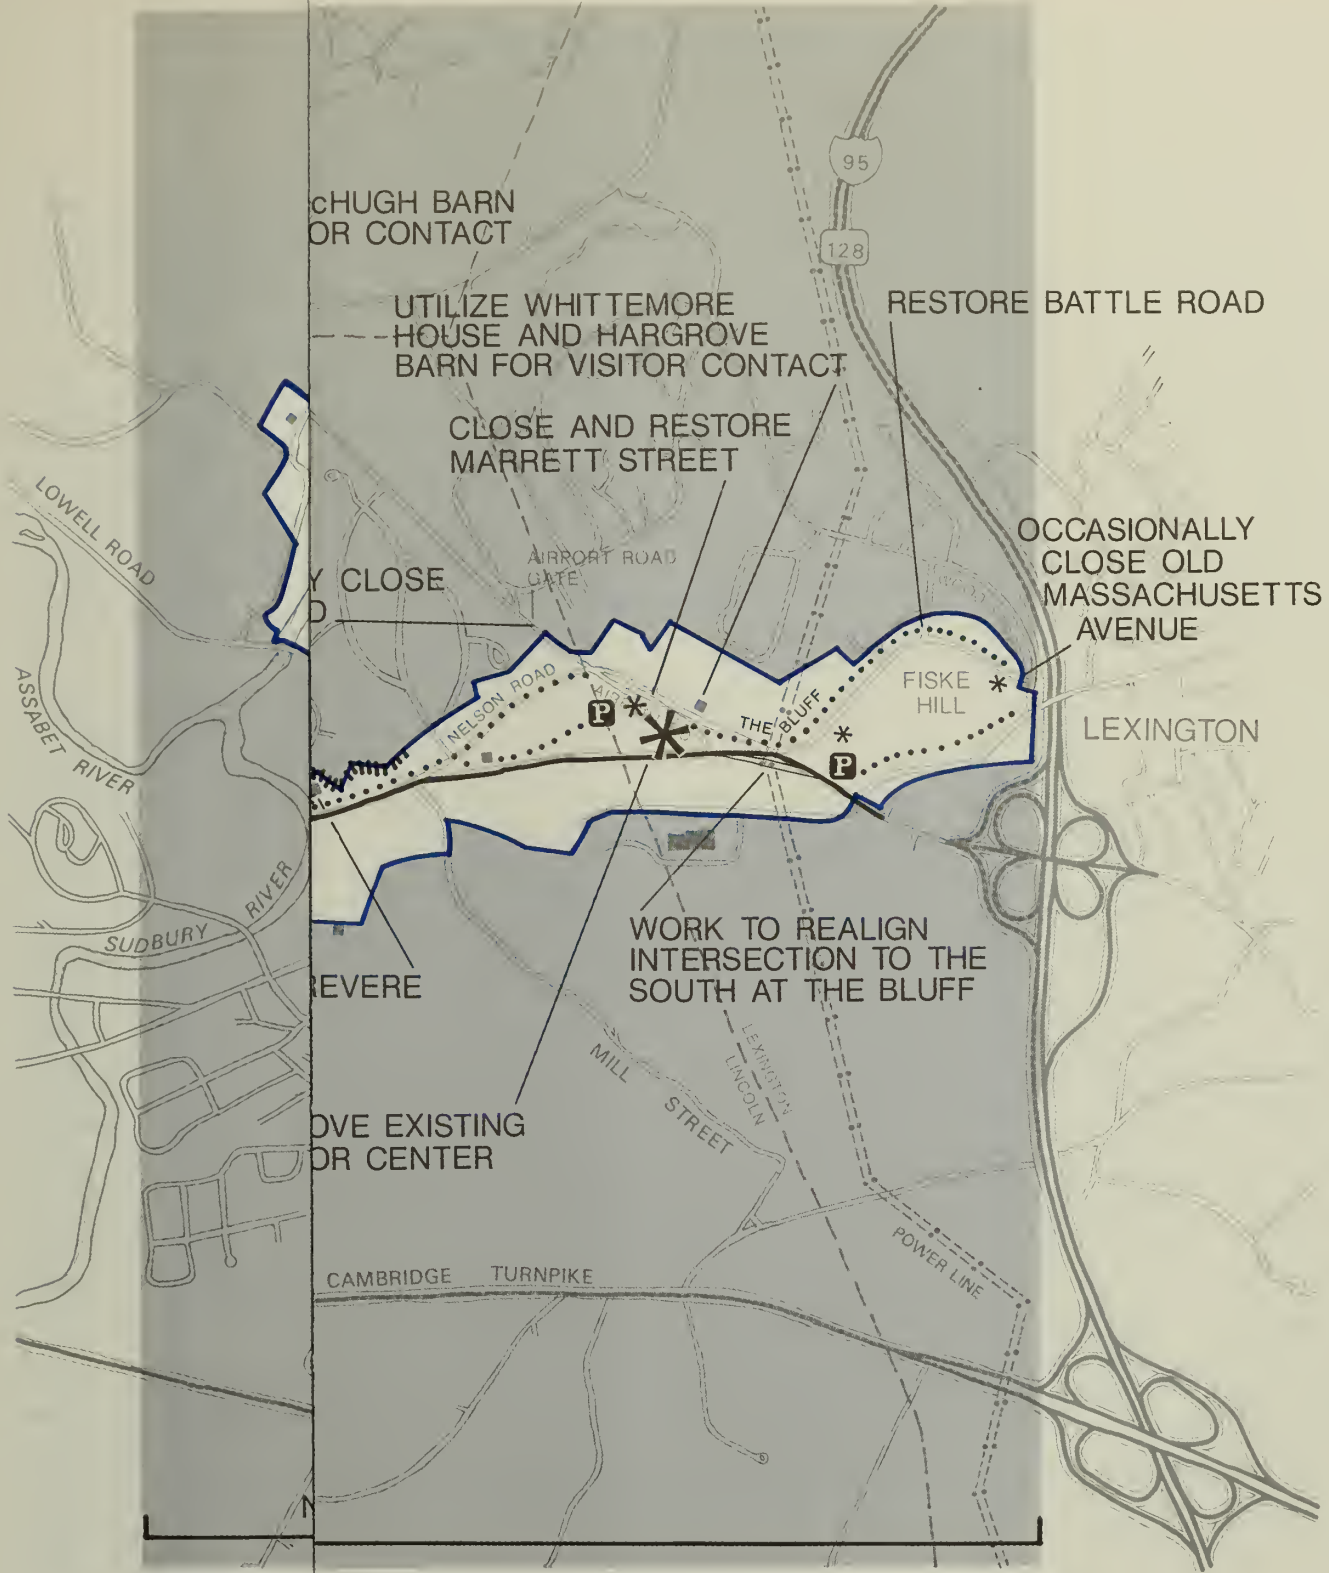 95
cHUGH BARN
OR CONTACT
128
UTILIZE WHITTEMORE
HOUSE AND HARGROVE
BARN FOR VISITOR CONTACT
RESTORE BATTLE ROAD
CLOSE AND RESTORE
MARRETT STREET
LOWELL ROAD
OCCASIONALLY
CLOSE OLD
MASSACHUSETTS
AVENUE
AIRPORT ROAD
GATE
Y CLOSE
D
ASSABET
RIVER
NELSON ROAD
P
THE BLUFF
FISKE
HILL
LEXINGTON
P
SUDBURY
RIVER
REVERE
WORK TO REALIGN
INTERSECTION TO THE
SOUTH AT THE BLUFF
LEXINGTON
LINCOLN
MILL
STREET
OVE EXISTING
OR CENTER
POWER LINE
CAMBRIDGE TURNPIKE
N